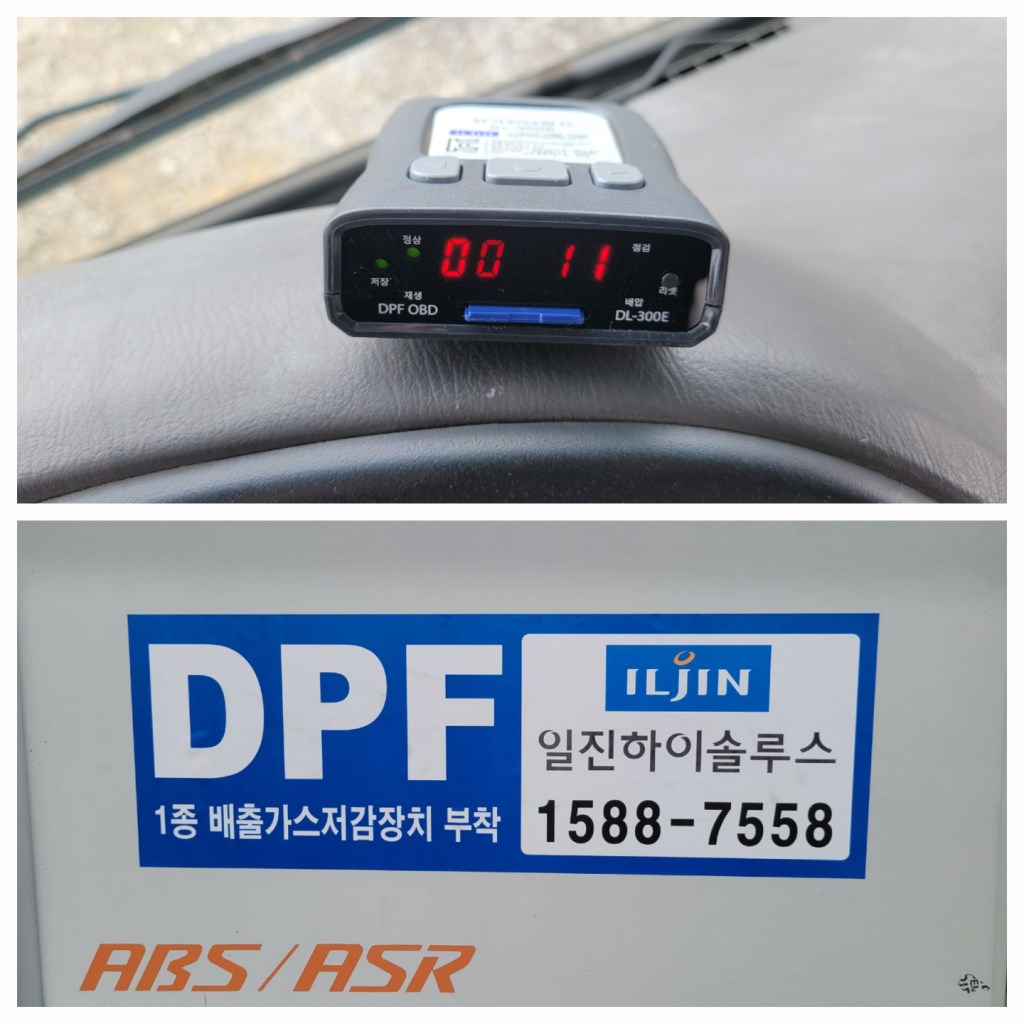 ILJIN
정상
00 11
점검
저장
리셋
재생
배압
DPF OBD
DL-300E
DPF
ILJIN
일진하이솔루스
1종 배출가스저감장치 부착
1588-7558
ABS/ASR